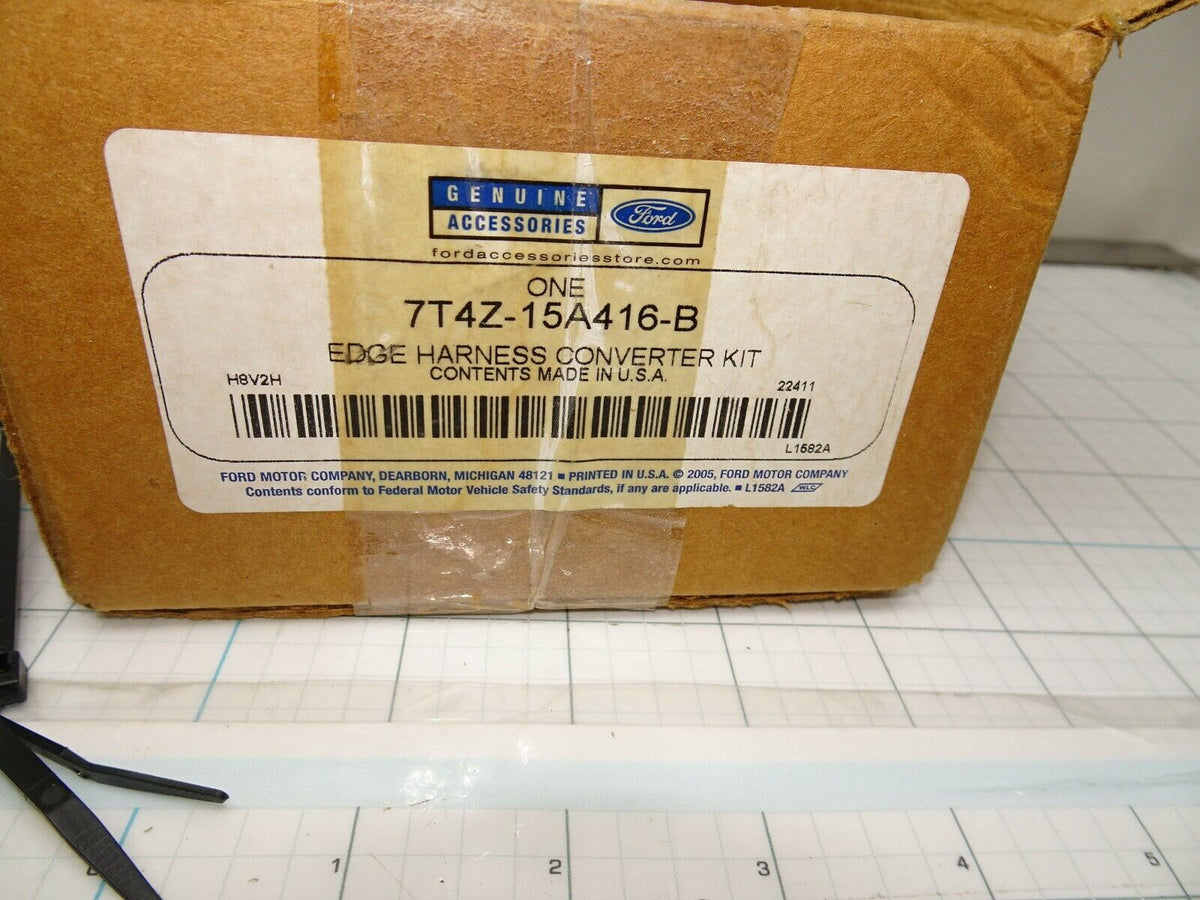 GENUINE
ACCESSORIES
Ford
fordaccessoriesstore.com
ONE
7T4Z-15A416-B
EDGE HARNESS CONVERTER KIT
CONTENTS MADE IN U.S.A.
H8V2H
22411
L1582A
FORD MOTOR COMPANY, DEARBORN, MICHIGAN 48121 ■ PRINTED IN U.S.A. © 2005, FORD MOTOR COMPANY
Contents conform to Federal Motor Vehicle Safety Standards, if any are applicable. ■ L1582A WLC
1 2 3 4 5